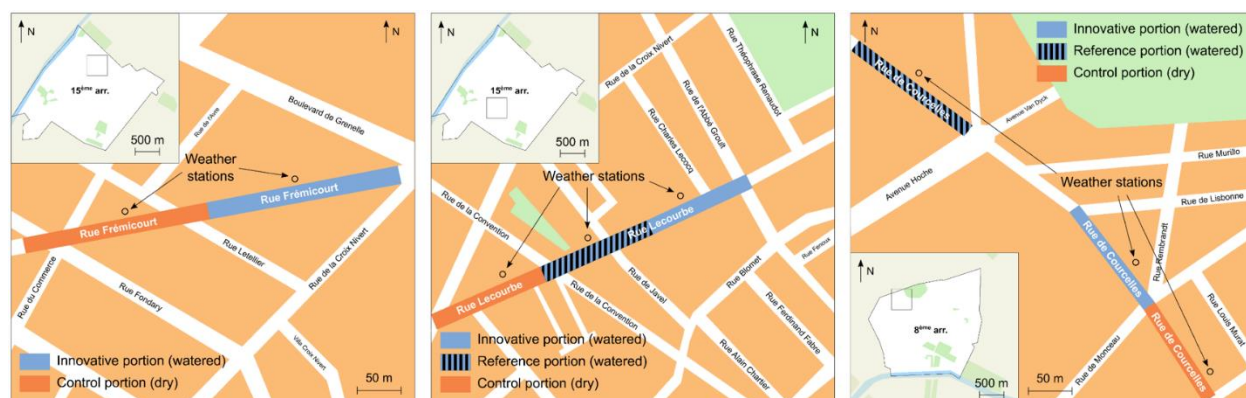 N
15ème arr.
500 m
Rue de l'Avre
Boulevard de Grenelle
Weather
stations
Rue Frémicourt
Rue Frémicourt
Rue Letellier
Rue de la Croix Nivert
Rue du Commerce
Rue Fondary
Villa Croix Nivert
Innovative portion (watered)
Control portion (dry)
50 m
N
15ème arr.
500 m
N
Rue de la Croix Nivert
Rue Théophrase Renaudot
Rue de l'Abbé Groult
Rue Charles Lecocq
Weather stations
Rue de la Convention
Rue Lecourbe
Rue Lecourbe
Rue de Javel
Rue de la Convention
Rue Blomet
Rue Fenoux
Rue Ferdinand Fabre
Rue Alain Chartier
Innovative portion (watered)
Reference portion (watered)
Control portion (dry)
50 m
N
Innovative portion (watered)
Reference portion (watered)
Control portion (dry)
Rue de Courcelles
Avenue Van Dyck
Avenue Hoche
Rue Murillo
Weather stations
Rue de Lisbonne
Rue Rembrandt
Rue de Courcelles
Rue de Courcelles
Rue Louis Murat
Rue de Monceau
N
8ème arr.
500 m
50 m